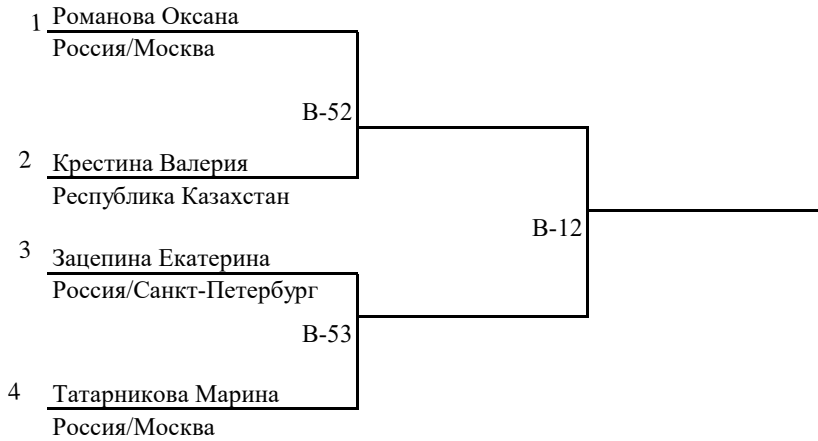 1 Романова Оксана
Россия/Москва
В-52
2 Крестина Валерия
Республика Казахстан
В-12
3 Зацепина Екатерина
Россия/Санкт-Петербург
В-53
4 Татарникова Марина
Россия/Москва